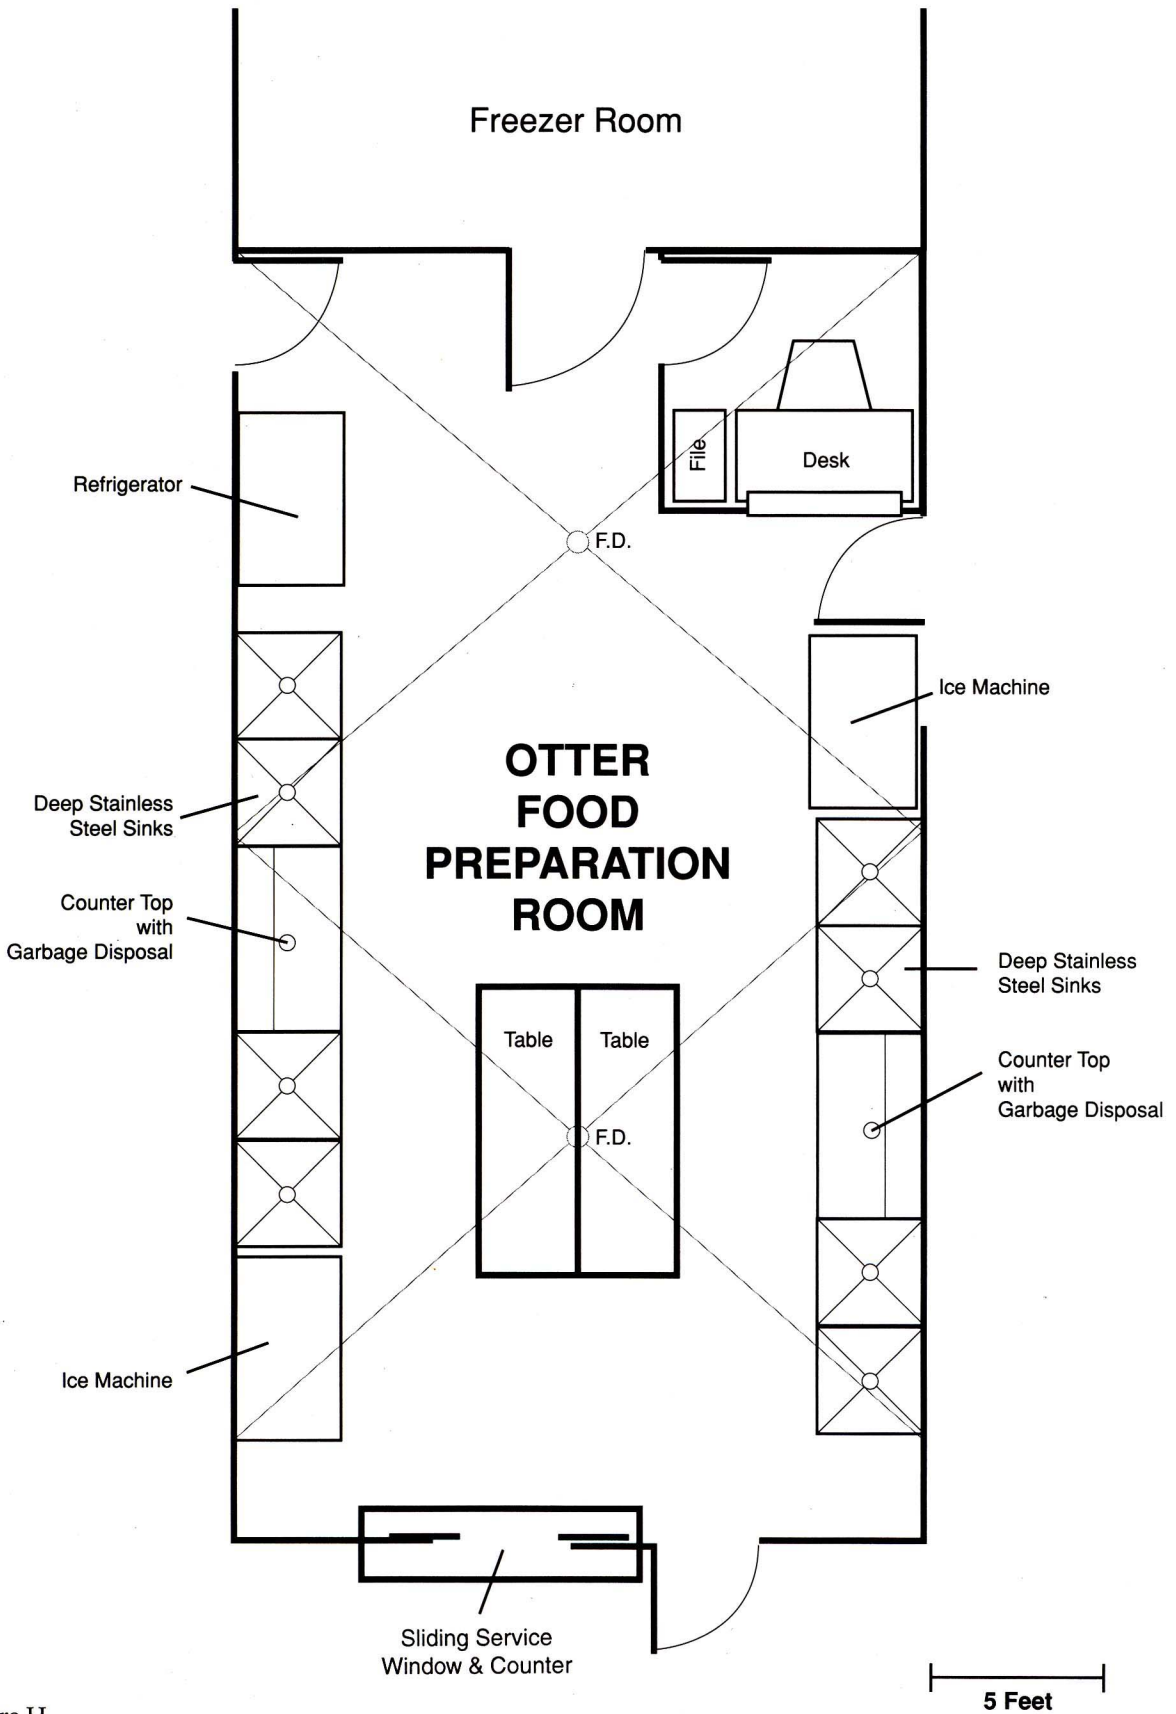 Freezer Room
File
Desk
Refrigerator
F.D.
Ice Machine
OTTER
FOOD
PREPARATION
ROOM
Deep Stainless
Steel Sinks
Counter Top
with
Garbage Disposal
Deep Stainless
Steel Sinks
Table
Table
Counter Top
with
Garbage Disposal
F.D.
Ice Machine
Sliding Service
Window & Counter
5 Feet
H